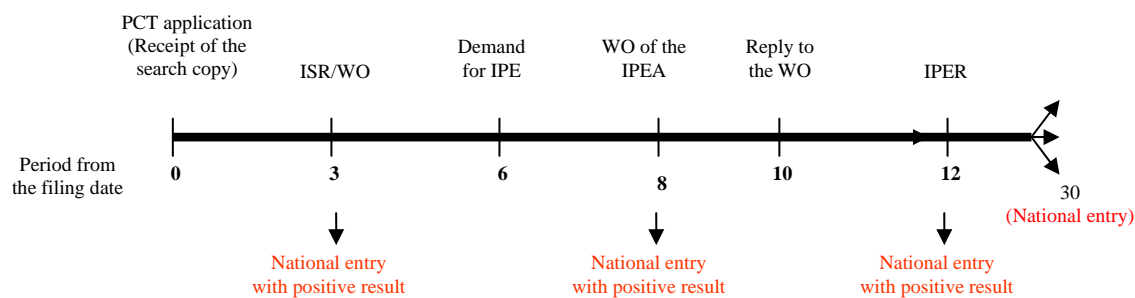 PCT application
(Receipt of the
search copy)
ISR/WO
Demand
for IPE
WO of the
IPEA
Reply to
the WO
IPER
Period from
the filing date
0
3
6
8
10
12
30
(National entry)
National entry
with positive result
National entry
with positive result
National entry
with positive result